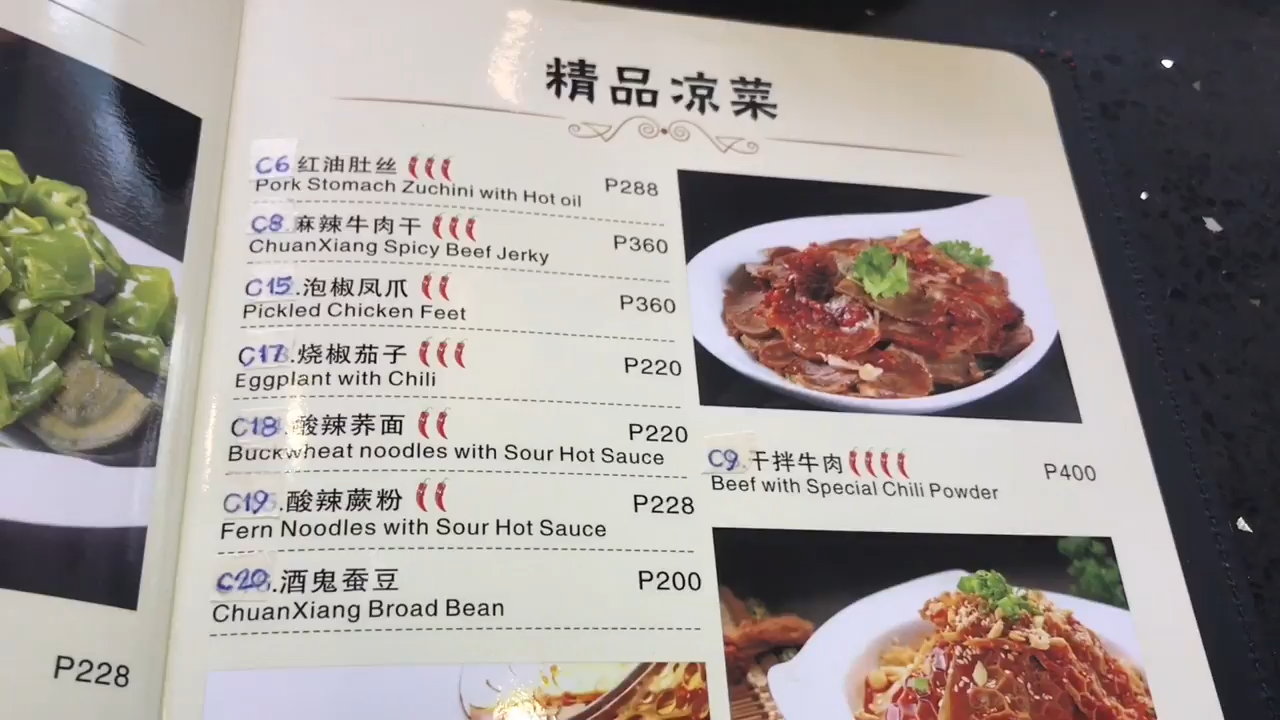 精品凉菜
C6 红油肚丝
Pork Stomach Zuchini with Hot oil P288
C8.麻辣牛肉干
ChuanXiang Spicy Beef Jerky P360
C15.泡椒凤爪
Pickled Chicken Feet P360
C17.烧椒茄子
Eggplant with Chili P220
C18.酸辣荞面
Buckwheat noodles with Sour Hot Sauce P220
C19.酸辣蕨粉
Fern Noodles with Sour Hot Sauce P228
C20.酒鬼蚕豆
ChuanXiang Broad Bean P200
C9.干拌牛肉
Beef with Special Chili Powder P400
P228